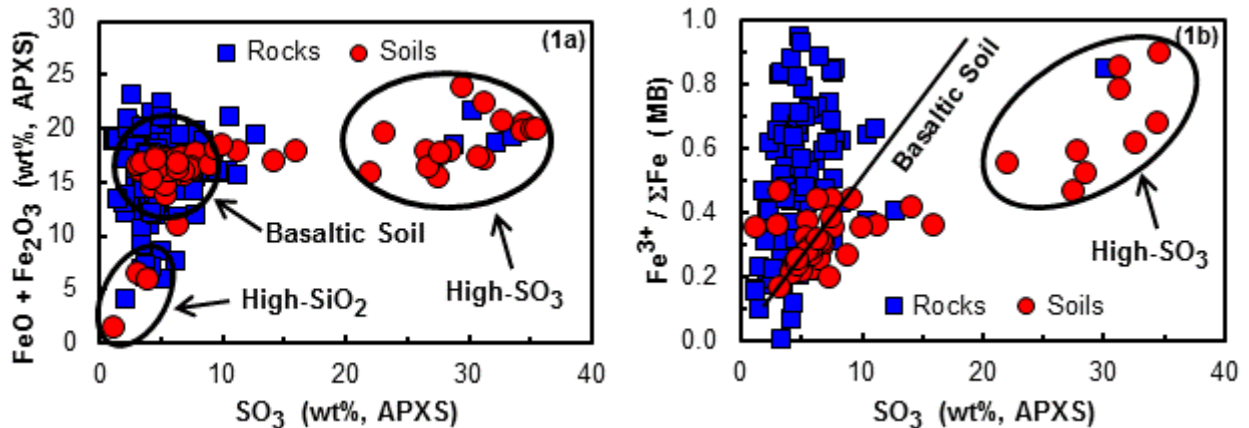 (1a)
Rocks Soils
30
25
20
15
10
5
0
FeO + Fe₂O₃ (wt%, APXS)
Basaltic Soil
High-SiO₂
High-SO₃
0 10 20 30 40
SO₃ (wt%, APXS)
(1b)
1.0
0.8
0.6
0.4
0.2
0.0
Fe³⁺ / ΣFe ( MB)
Basaltic Soil
High-SO₃
Rocks Soils
0 10 20 30 40
SO₃ (wt%, APXS)